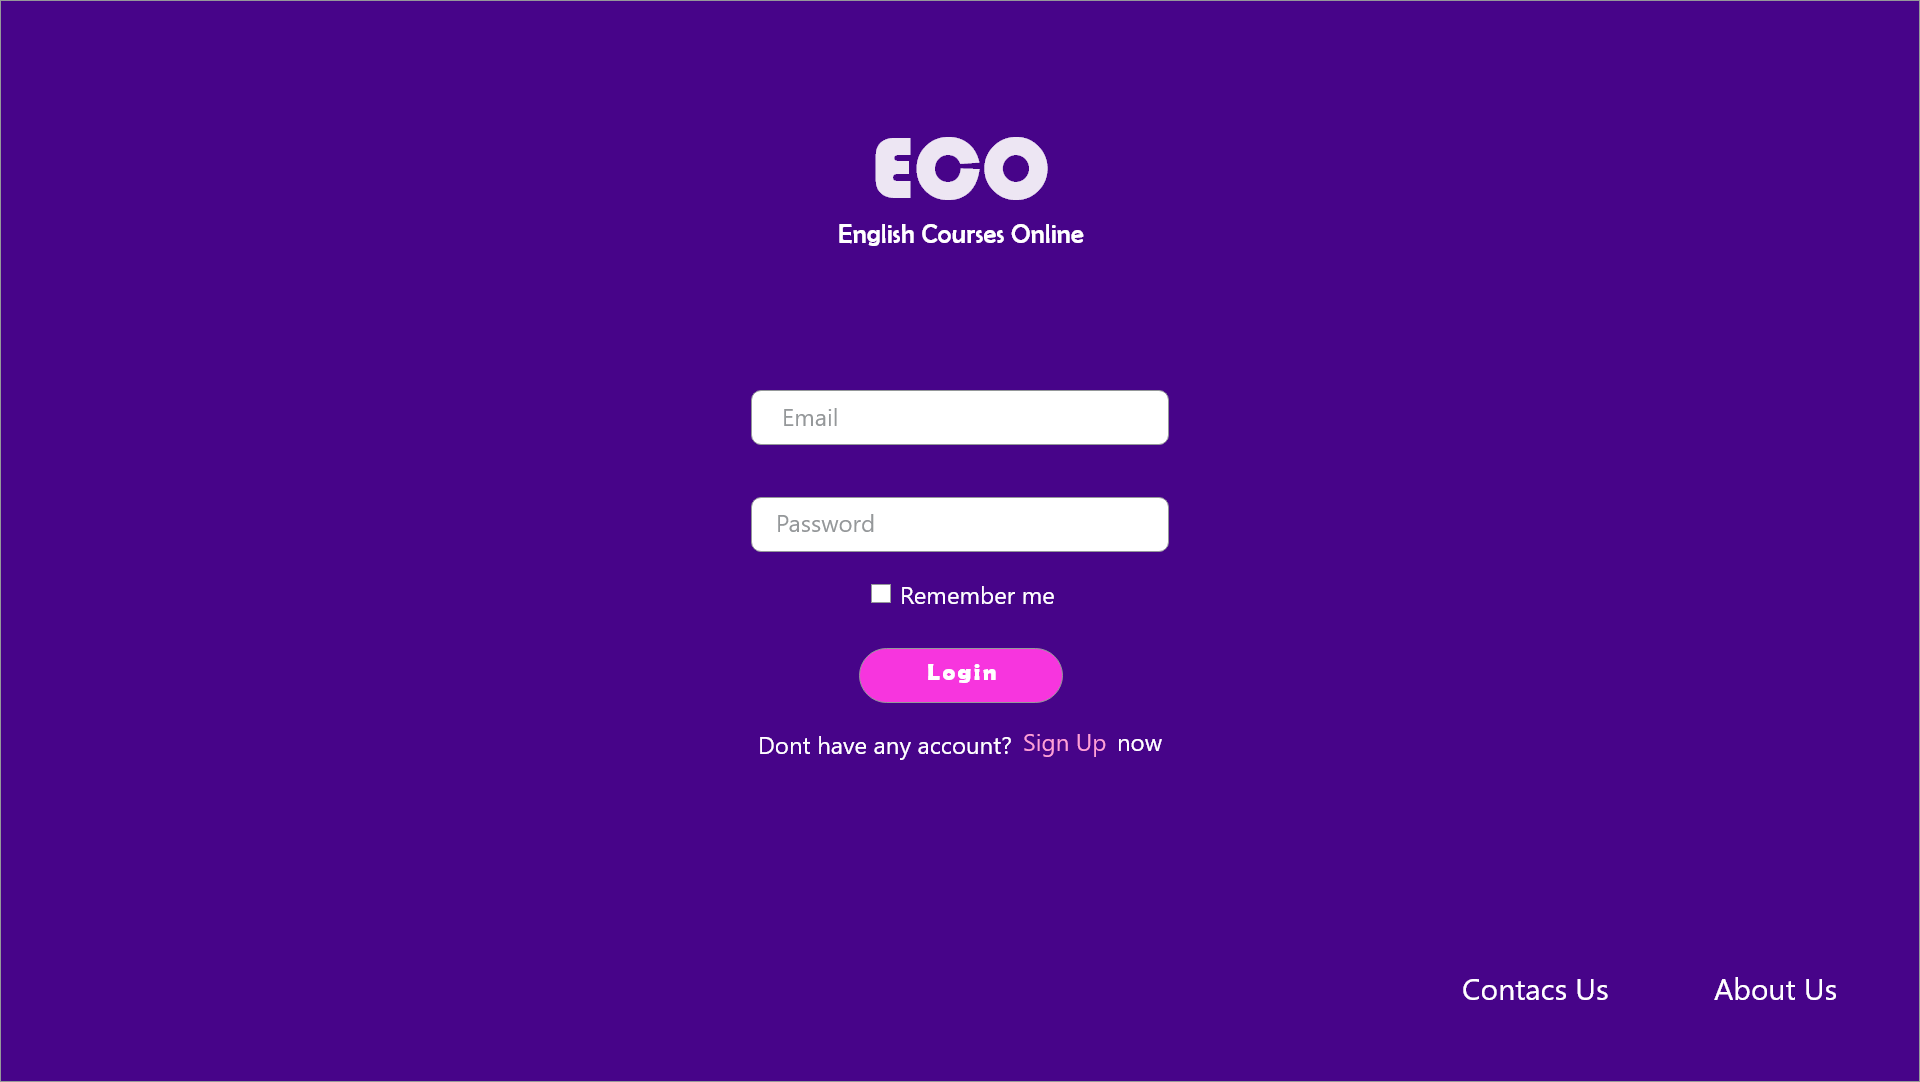 ECO
English Courses Online
Email
Password
Remember me
Login
Dont have any account? Sign Up now
Contacs Us About Us